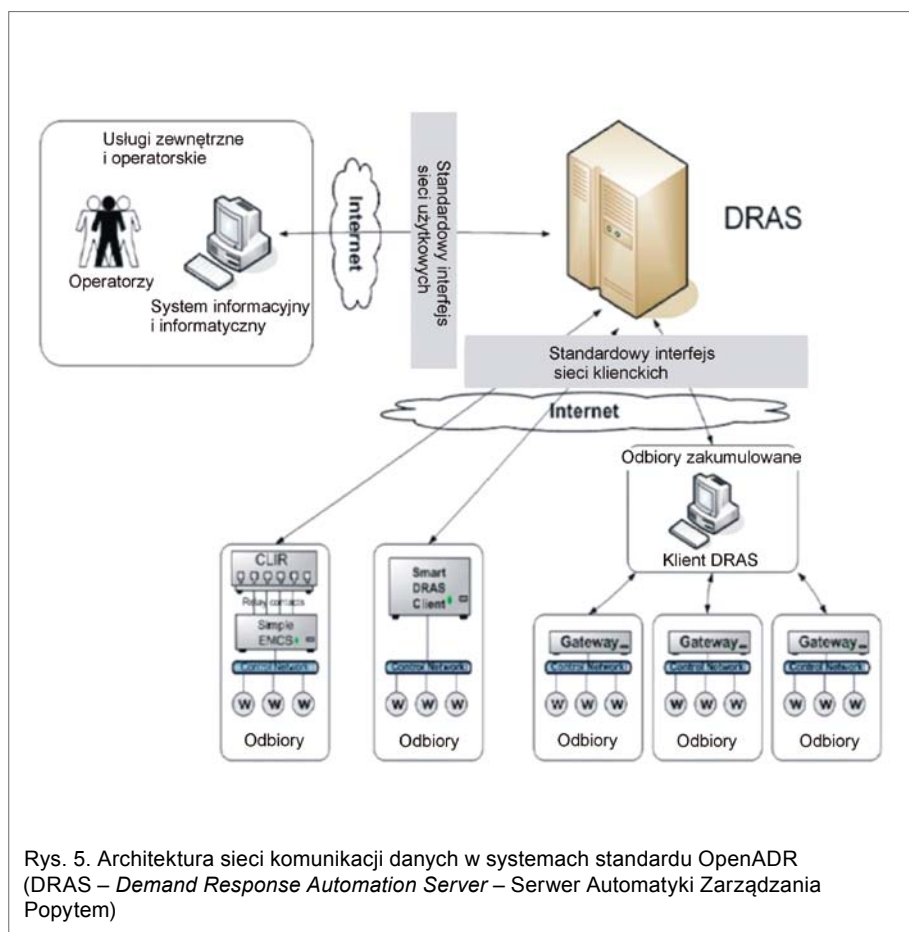 Usługi zewnętrzne
i operatorskie
Operatorzy
System informacyjny
i informatyczny
Internet
Standardowy interfejs
sieci użytkowych
DRAS
Standardowy interfejs
sieci klienckich
Internet
Odbiory zakumulowane
Klient DRAS
CLIR
Relay contacts
Simple
EMCS
Control Network
W W W
Odbiory
Smart
DRAS
Client
Control Network
W W W
Odbiory
Gateway
Control Network
W W W
Odbiory
Gateway
Control Network
W W W
Odbiory
Gateway
Control Network
W W W
Odbiory
Rys. 5. Architektura sieci komunikacji danych w systemach standardu OpenADR
(DRAS – Demand Response Automation Server – Serwer Automatyki Zarządzania
Popytem)